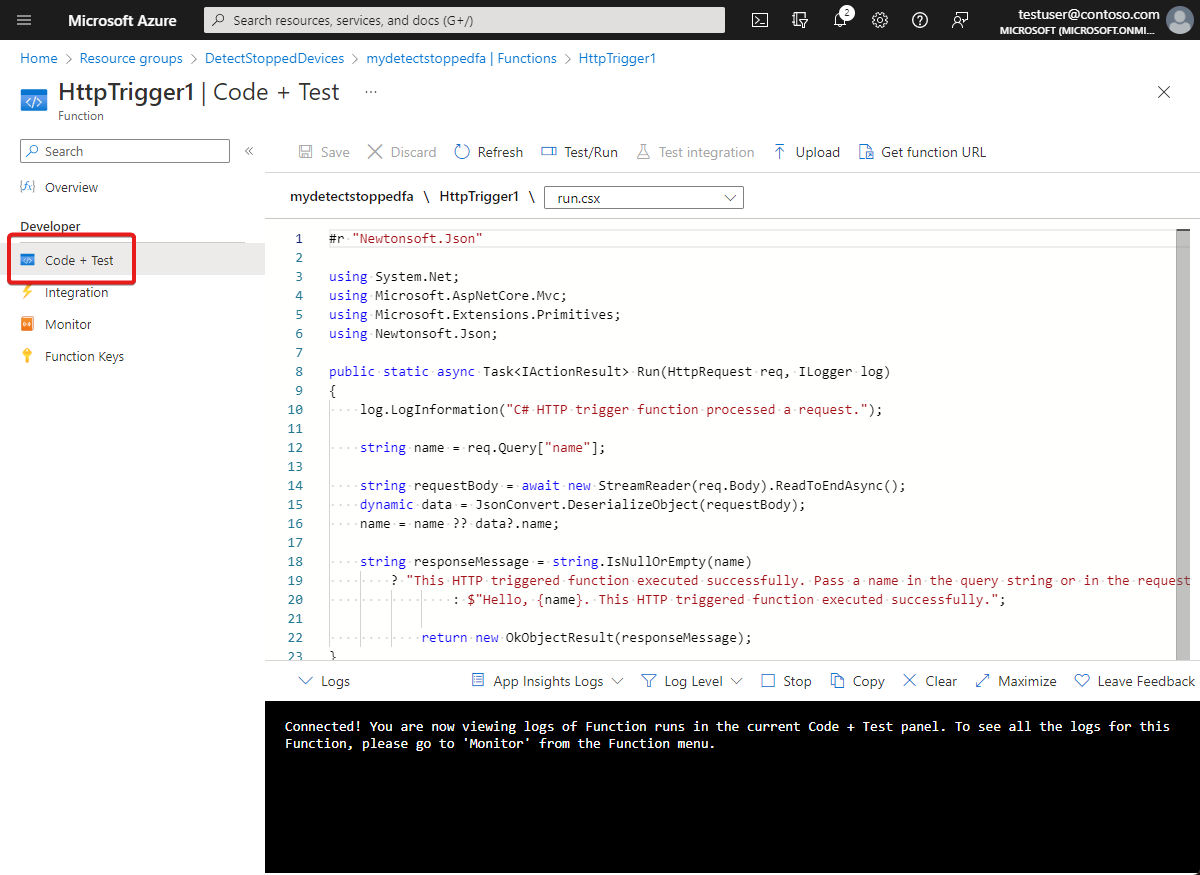 Microsoft Azure
Search resources, services, and docs (G+/)
2
testuser@contoso.com
MICROSOFT (MICROSOFT.ONMI...
Home > Resource groups > DetectStoppedDevices > mydetectstoppedfa | Functions > HttpTrigger1
HttpTrigger1 | Code + Test ...
Function
Search
«
Save
Discard
Refresh
Test/Run
Test integration
Upload
Get function URL
Overview
Developer
Code + Test
Integration
Monitor
Function Keys
mydetectstoppedfa \ HttpTrigger1 \ run.csx
1 #r "Newtonsoft.Json"
2
3 using System.Net;
4 using Microsoft.AspNetCore.Mvc;
5 using Microsoft.Extensions.Primitives;
6 using Newtonsoft.Json;
7
8 public static async Task<IActionResult> Run(HttpRequest req, ILogger log)
9 {
10 log.LogInformation("C# HTTP trigger function processed a request.");
11
12 string name = req.Query["name"];
13
14 string requestBody = await new StreamReader(req.Body).ReadToEndAsync();
15 dynamic data = JsonConvert.DeserializeObject(requestBody);
16 name = name ?? data?.name;
17
18 string responseMessage = string.IsNullOrEmpty(name)
19 ? "This HTTP triggered function executed successfully. Pass a name in the query string or in the request
20 : $"Hello, {name}. This HTTP triggered function executed successfully.";
21
22 return new OkObjectResult(responseMessage);
23 }
Logs
App Insights Logs
Log Level
Stop
Copy
Clear
Maximize
Leave Feedback
Connected! You are now viewing logs of Function runs in the current Code + Test panel. To see all the logs for this
Function, please go to 'Monitor' from the Function menu.